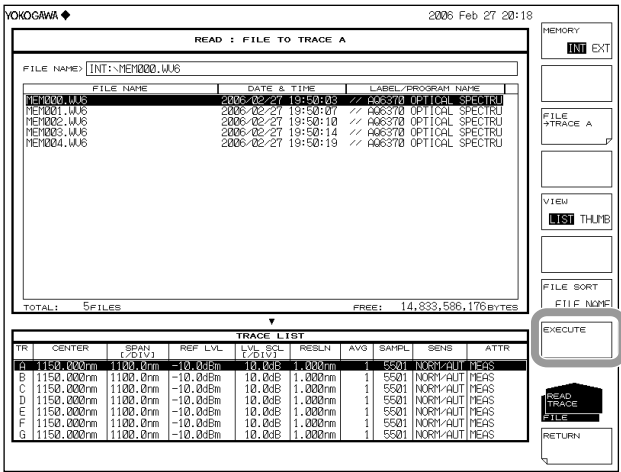 YOKOGAWA ◆ 2006 Feb 27 20:18
READ : FILE TO TRACE A
FILE NAME> INT:\MEM000.WV6
FILE NAME DATE & TIME LABEL/PROGRAM NAME
MEM000.WV6 2006/02/27 19:50:03 // AQ6370 OPTICAL SPECTRU
MEM001.WV6 2006/02/27 19:50:07 // AQ6370 OPTICAL SPECTRU
MEM002.WV6 2006/02/27 19:50:10 // AQ6370 OPTICAL SPECTRU
MEM003.WV6 2006/02/27 19:50:14 // AQ6370 OPTICAL SPECTRU
MEM004.WV6 2006/02/27 19:50:19 // AQ6370 OPTICAL SPECTRU
TOTAL: 5FILES FREE: 14,833,586,176BYTES
▼
TRACE LIST
TR CENTER SPAN [/DIV] REF LVL LVL SCL [/DIV] RESLN AVG SAMPL SENS ATTR
A 1150.000nm 1100.0nm -10.0dBm 10.0dB 1.000nm 1 5501 NORM/AUT MEAS
B 1150.000nm 1100.0nm -10.0dBm 10.0dB 1.000nm 1 5501 NORM/AUT MEAS
C 1150.000nm 1100.0nm -10.0dBm 10.0dB 1.000nm 1 5501 NORM/AUT MEAS
D 1150.000nm 1100.0nm -10.0dBm 10.0dB 1.000nm 1 5501 NORM/AUT MEAS
E 1150.000nm 1100.0nm -10.0dBm 10.0dB 1.000nm 1 5501 NORM/AUT MEAS
F 1150.000nm 1100.0nm -10.0dBm 10.0dB 1.000nm 1 5501 NORM/AUT MEAS
G 1150.000nm 1100.0nm -10.0dBm 10.0dB 1.000nm 1 5501 NORM/AUT MEAS
MEMORY
INT EXT
FILE
→TRACE A
VIEW
LIST THUMB
FILE SORT
FILE NAME
EXECUTE
READ
TRACE
FILE
RETURN